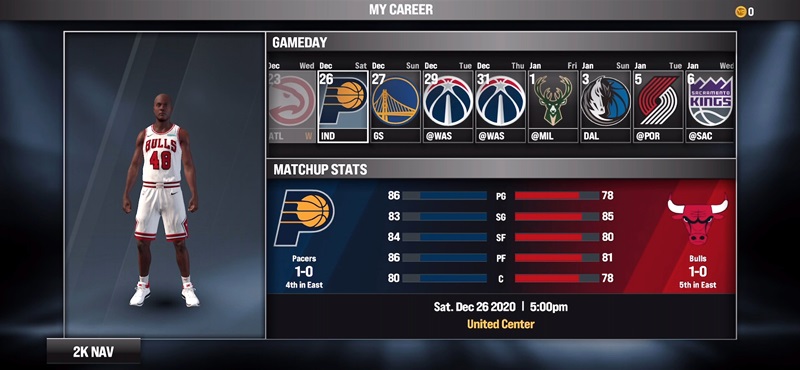 MY CAREER
0
GAMEDAY
Dec Wed
23
ATL W
Dec Sat
26
IND
Dec Sun
27
GS
Dec Tue
29
@WAS
Dec Thu
31
@WAS
Jan Fri
1
@MIL
Jan Sun
3
DAL
Jan Tue
5
@POR
Jan Wed
6
SACRAMENTO
KINGS
@SAC
BULLS
48
MATCHUP STATS
86 PG 78
83 SG 85
84 SF 80
86 PF 81
80 C 78
Pacers
1-0
4th in East
Bulls
1-0
5th in East
Sat. Dec 26 2020 | 5:00pm
United Center
2K NAV